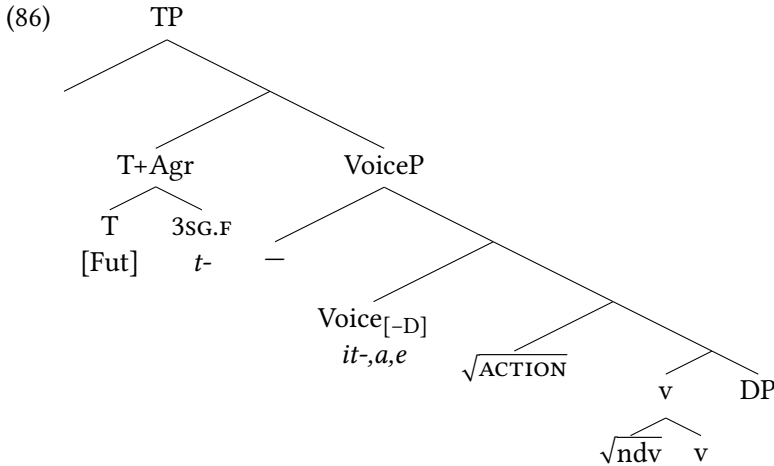 (86) TP
T+Agr VoiceP
T 3SG.F
[Fut] t- –
Voice[–D]
it-,a,e √ACTION
v DP
√ndv v